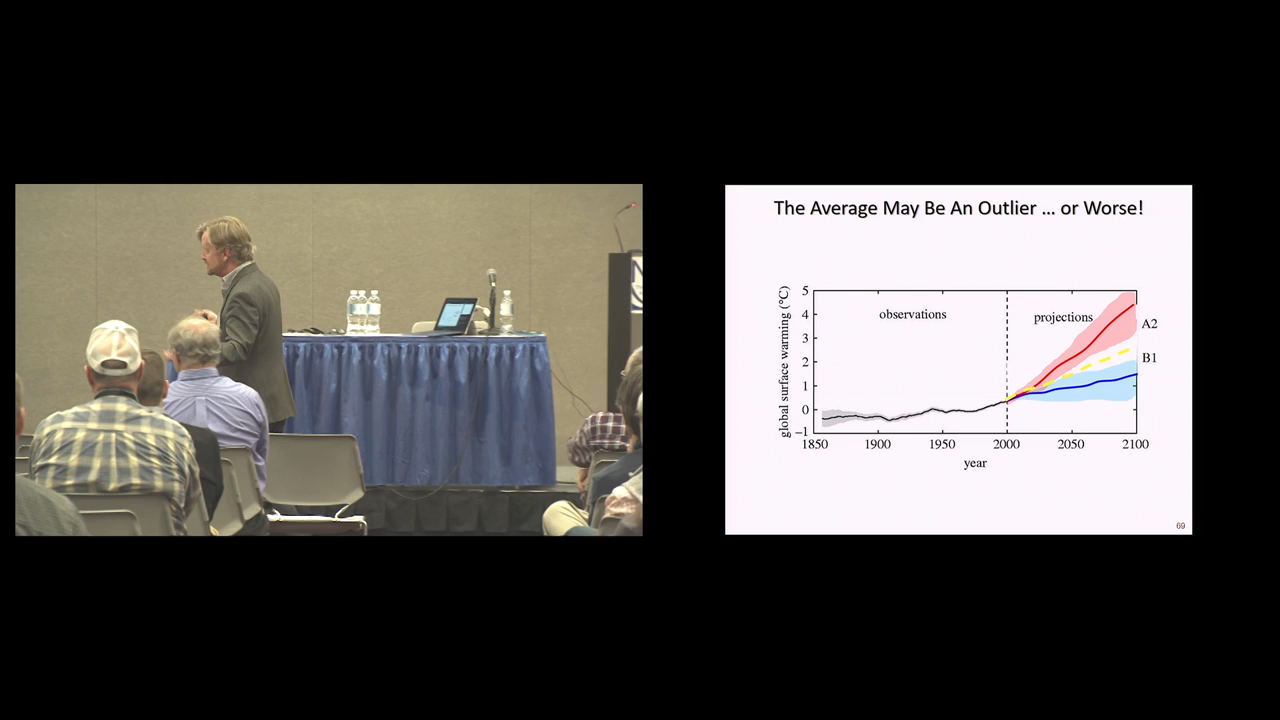 The Average May Be An Outlier ... or Worse!
global surface warning (°C)
5
4
3
2
1
0
−1
observations
projections
A2
B1
1850
1900
1950
2000
2050
2100
year
69